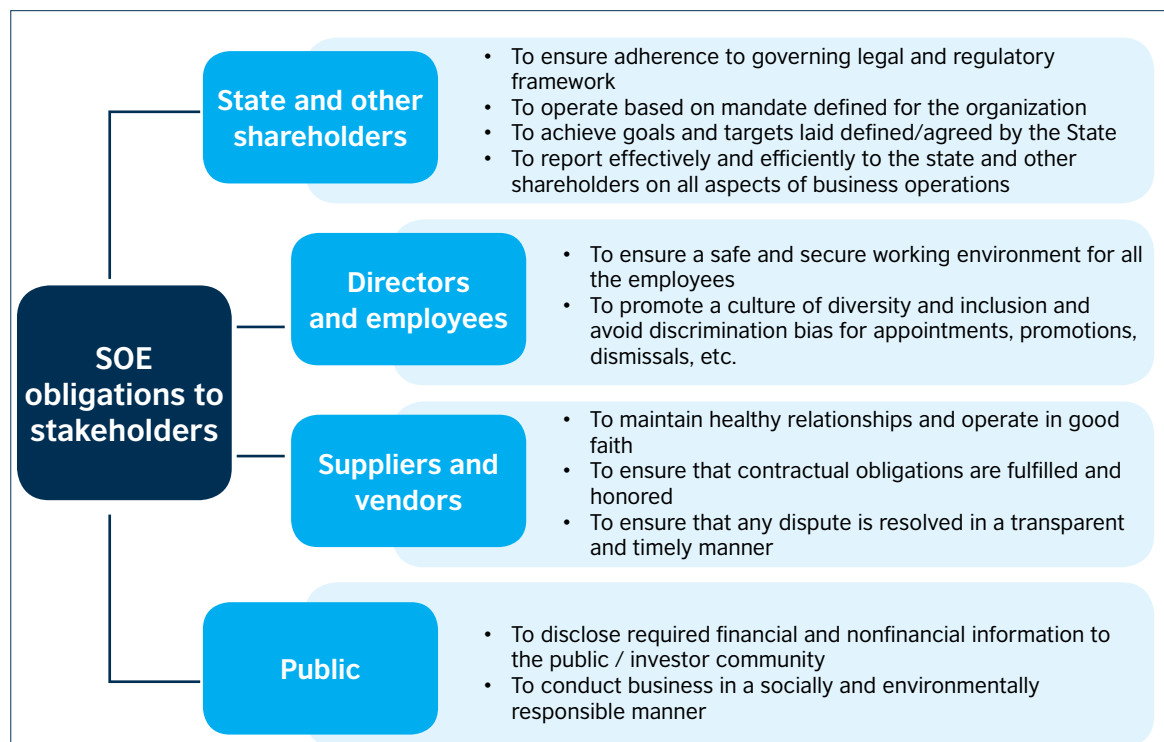 SOE
obligations to
stakeholders
State and other
shareholders
• To ensure adherence to governing legal and regulatory
framework
• To operate based on mandate defined for the organization
• To achieve goals and targets laid defined/agreed by the State
• To report effectively and efficiently to the state and other
shareholders on all aspects of business operations
Directors
and employees
• To ensure a safe and secure working environment for all
the employees
• To promote a culture of diversity and inclusion and
avoid discrimination bias for appointments, promotions,
dismissals, etc.
Suppliers and
vendors
• To maintain healthy relationships and operate in good
faith
• To ensure that contractual obligations are fulfilled and
honored
• To ensure that any dispute is resolved in a transparent
and timely manner
Public
• To disclose required financial and nonfinancial information to
the public / investor community
• To conduct business in a socially and environmentally
responsible manner